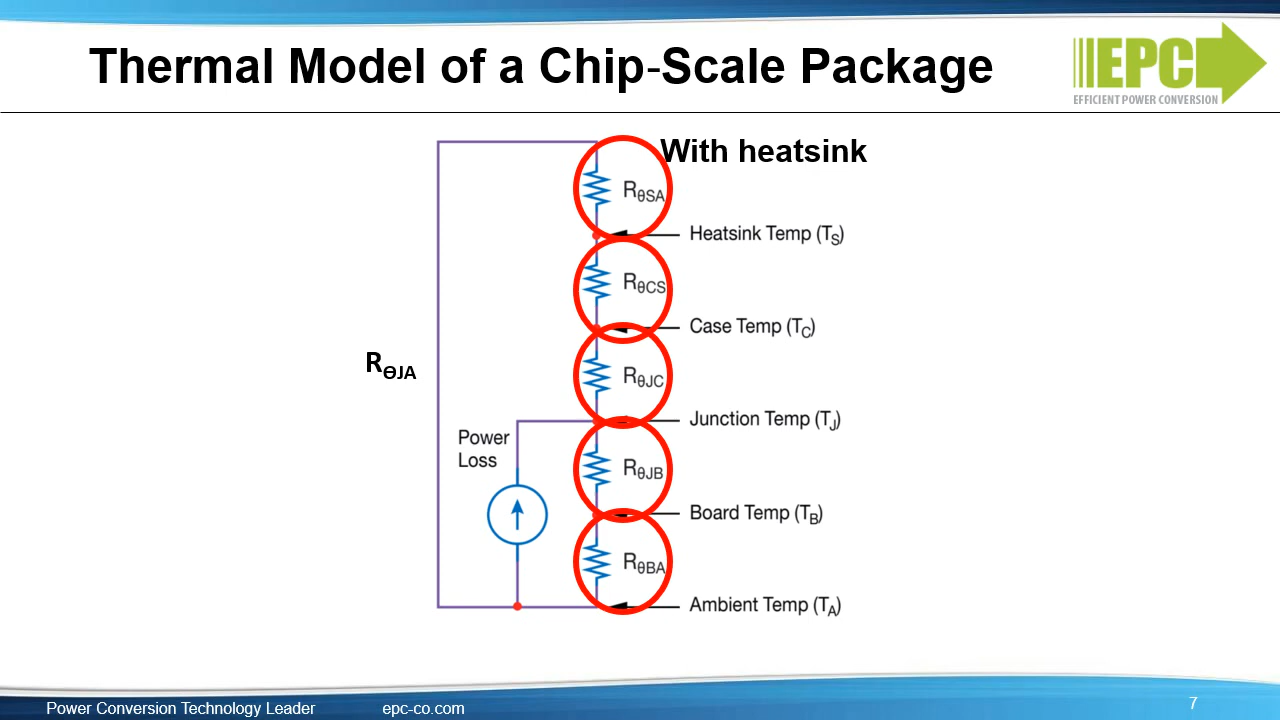 Thermal Model of a Chip-Scale Package
EPC
EFFICIENT POWER CONVERSION
With heatsink
RθSA
Heatsink Temp (TS)
RθCS
Case Temp (TC)
RθJA
RθJC
Junction Temp (TJ)
Power
Loss
RθJB
Board Temp (TB)
RθBA
Ambient Temp (TA)
Power Conversion Technology Leader
epc-co.com
7